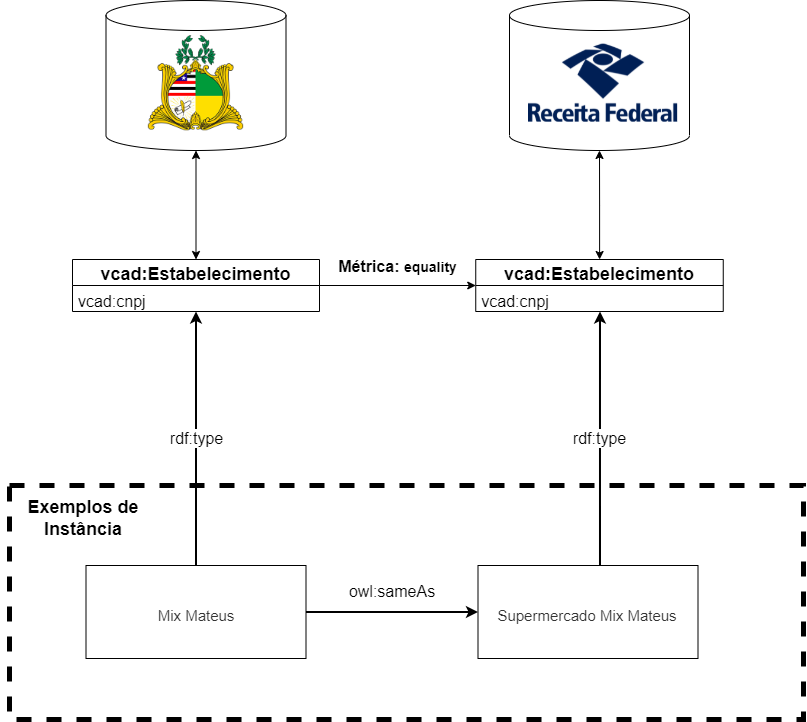 Receita Federal
vcad:Estabelecimento
vcad:cnpj
Métrica: equality
vcad:Estabelecimento
vcad:cnpj
rdf:type
rdf:type
Exemplos de
Instância
Mix Mateus
owl:sameAs
Supermercado Mix Mateus